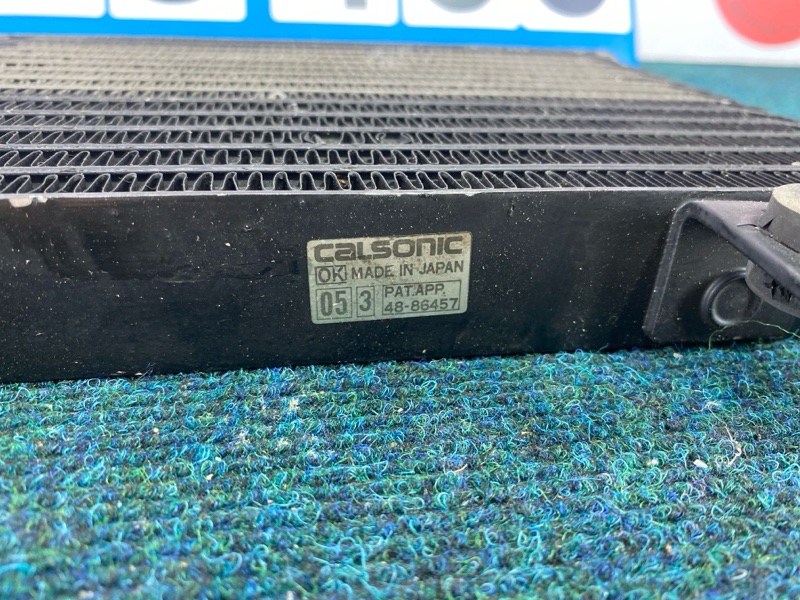 calsonic
OK MADE IN JAPAN
05 3 PAT.APP.
48-86457